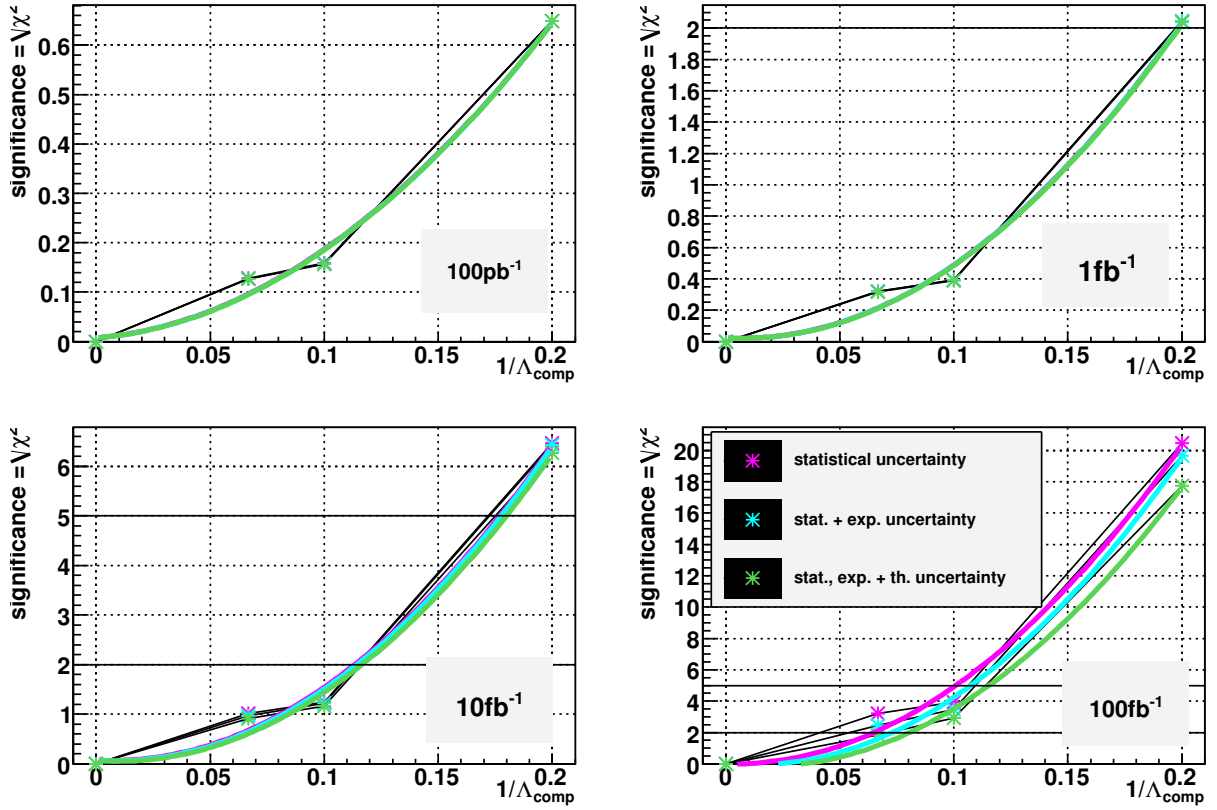 significance = √χ²
0.6
0.5
0.4
0.3
0.2
0.1
0
100pb⁻¹
0 0.05 0.1 0.15 0.2
1/Λcomp
significance = √χ²
2
1.8
1.6
1.4
1.2
1
0.8
0.6
0.4
0.2
0
1fb⁻¹
0 0.05 0.1 0.15 0.2
1/Λcomp
significance = √χ²
6
5
4
3
2
1
0
10fb⁻¹
0 0.05 0.1 0.15 0.2
1/Λcomp
significance = √χ²
20
18
16
14
12
10
8
6
5
4
2
0
statistical uncertainty
stat. + exp. uncertainty
stat., exp. + th. uncertainty
100fb⁻¹
0 0.05 0.1 0.15 0.2
1/Λcomp